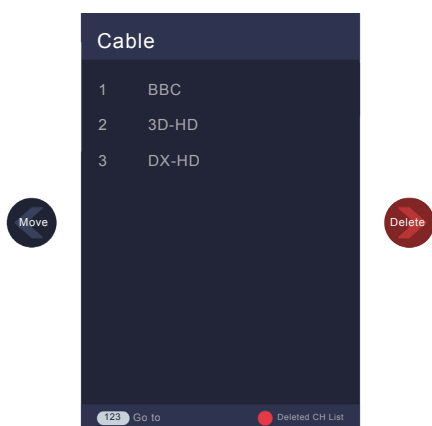 Cable
1 BBC
2 3D-HD
3 DX-HD
Move
Delete
123 Go to Deleted CH List